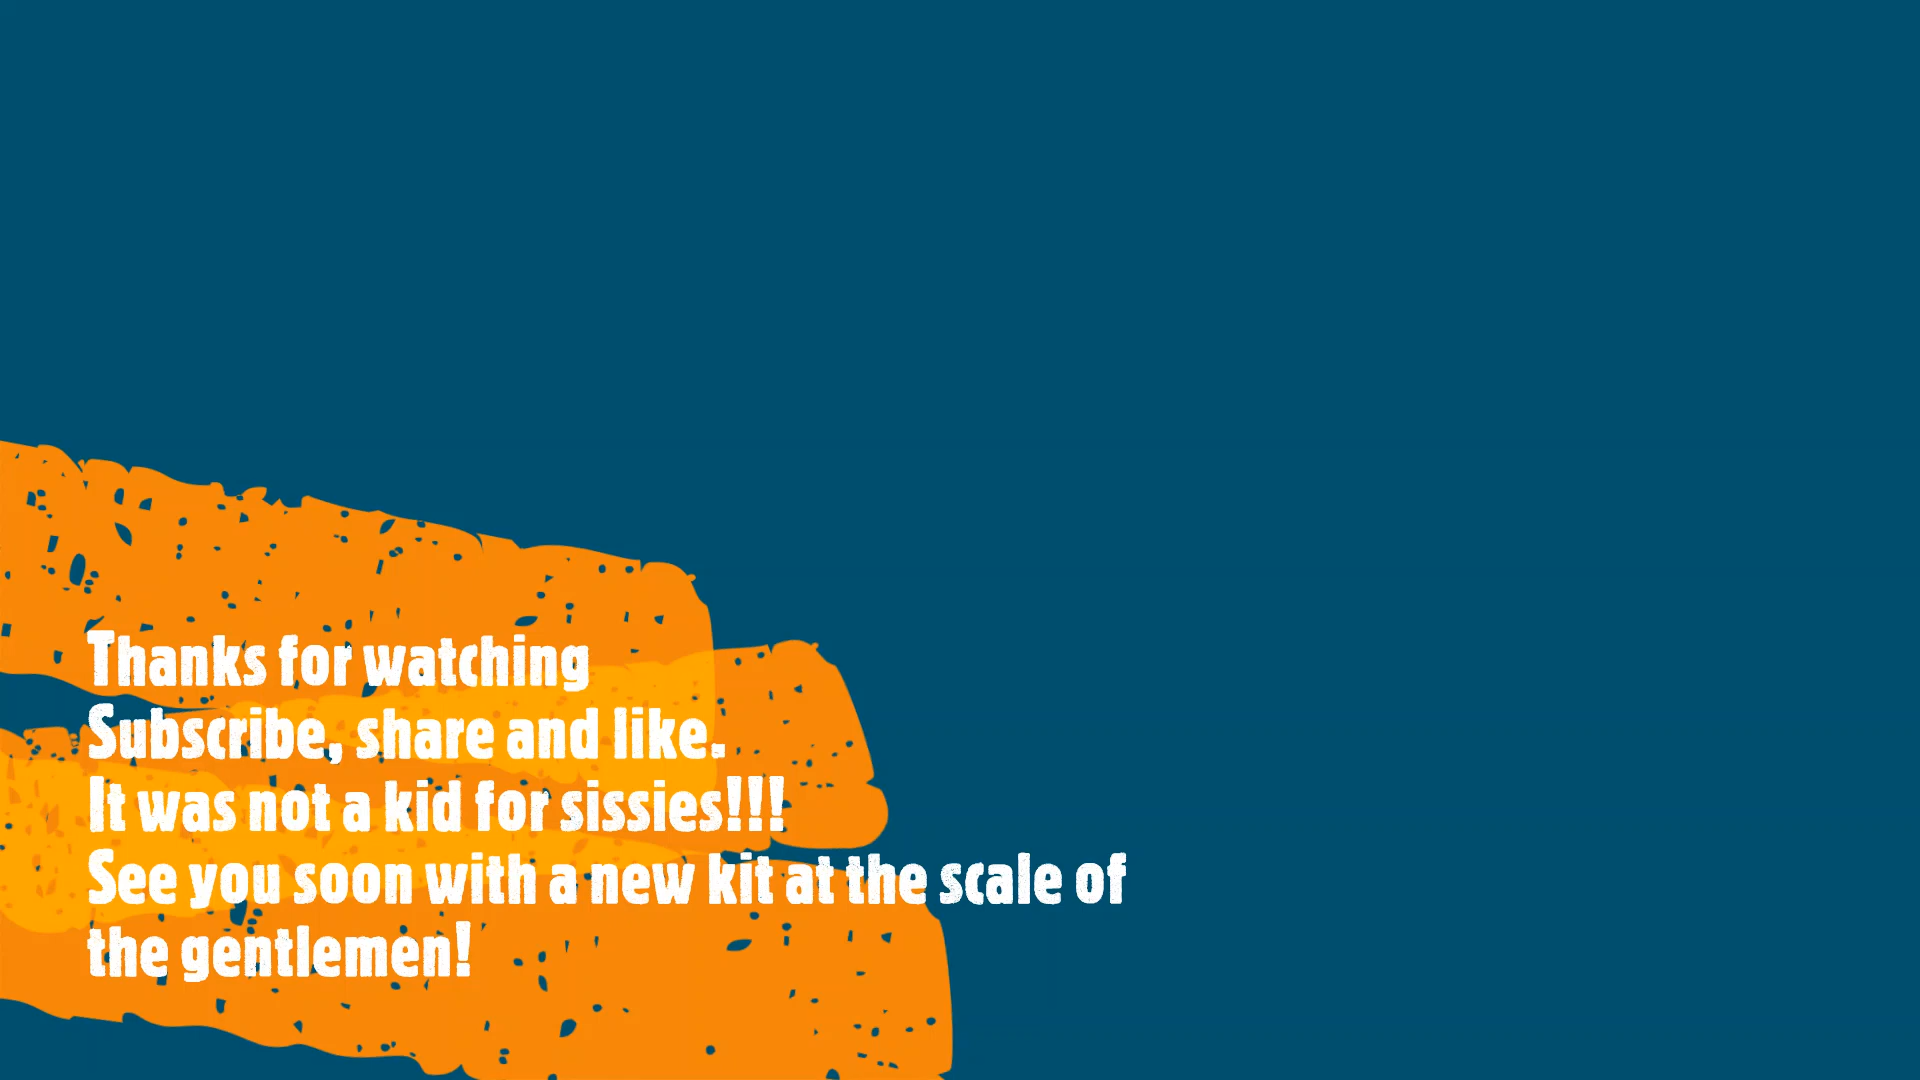 Thanks for watching
Subscribe, share and like.
It was not a kid for sissies!!!
See you soon with a new kit at the scale of
the gentlemen!